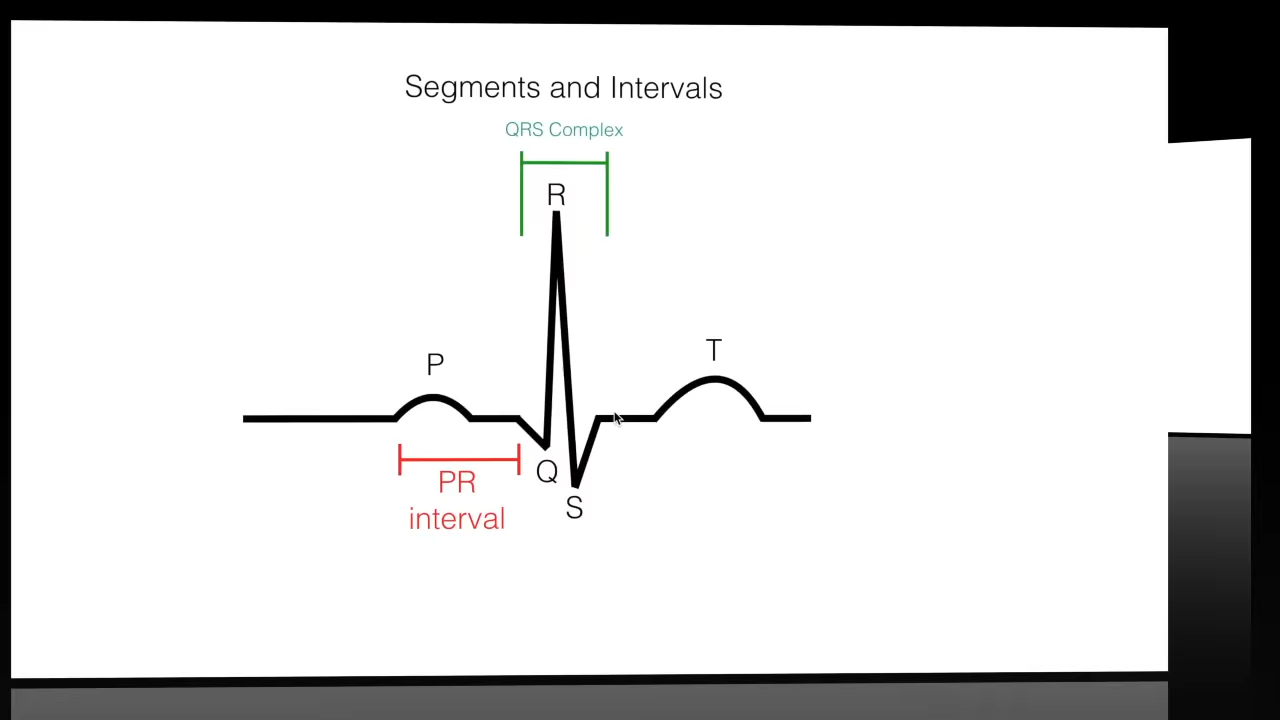 Segments and Intervals
QRS Complex
R
P
T
Q
S
PR
interval